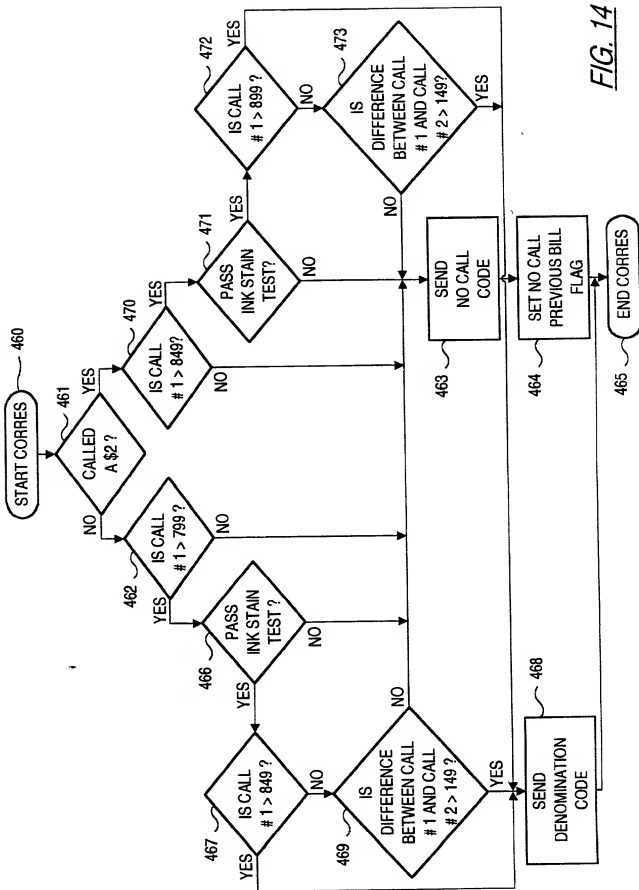 START CORRES
460
461
CALLED
A $2 ?
NO
YES
462
IS CALL
# 1 > 799 ?
YES
NO
470
IS CALL
# 1 > 849?
YES
NO
466
PASS
INK STAIN
TEST ?
YES
NO
471
PASS
INK STAIN
TEST?
YES
NO
467
IS CALL
# 1 > 849 ?
YES
NO
472
IS CALL
# 1 > 899 ?
YES
NO
469
IS
DIFFERENCE
BETWEEN CALL
# 1 AND CALL
# 2 > 149 ?
NO
YES
473
IS
DIFFERENCE
BETWEEN CALL
# 1 AND CALL
# 2 > 149?
NO
YES
463
SEND
NO CALL
CODE
464
SET NO CALL
PREVIOUS BILL
FLAG
468
SEND
DENOMINATION
CODE
465
END CORRES
FIG. 14